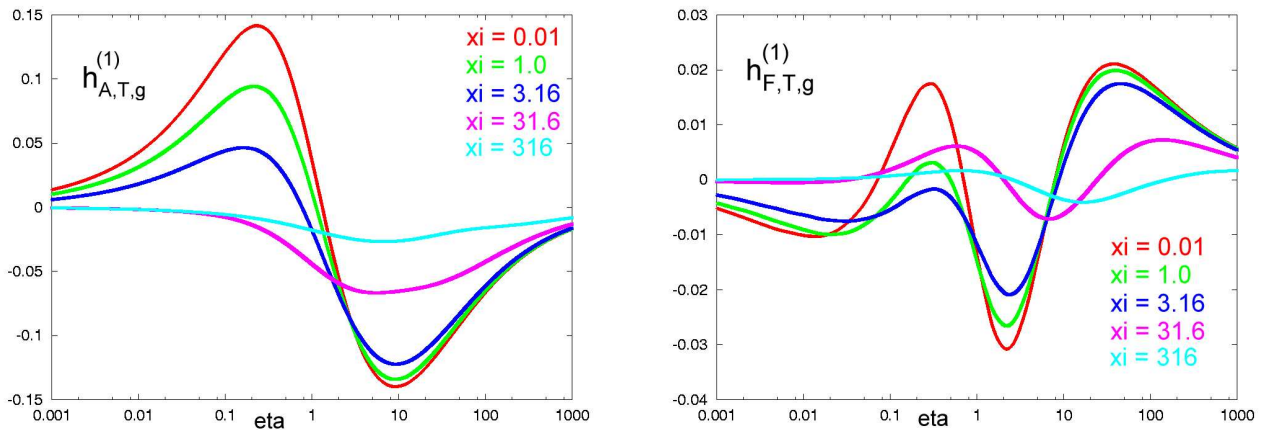 0.15
0.1
0.05
0
-0.05
-0.1
-0.15
h_{A,T,g}^{(1)}
xi = 0.01
xi = 1.0
xi = 3.16
xi = 31.6
xi = 316
0.001 0.01 0.1 1 10 100 1000
eta
0.03
0.02
0.01
0
-0.01
-0.02
-0.03
-0.04
h_{F,T,g}^{(1)}
xi = 0.01
xi = 1.0
xi = 3.16
xi = 31.6
xi = 316
0.001 0.01 0.1 1 10 100 1000
eta